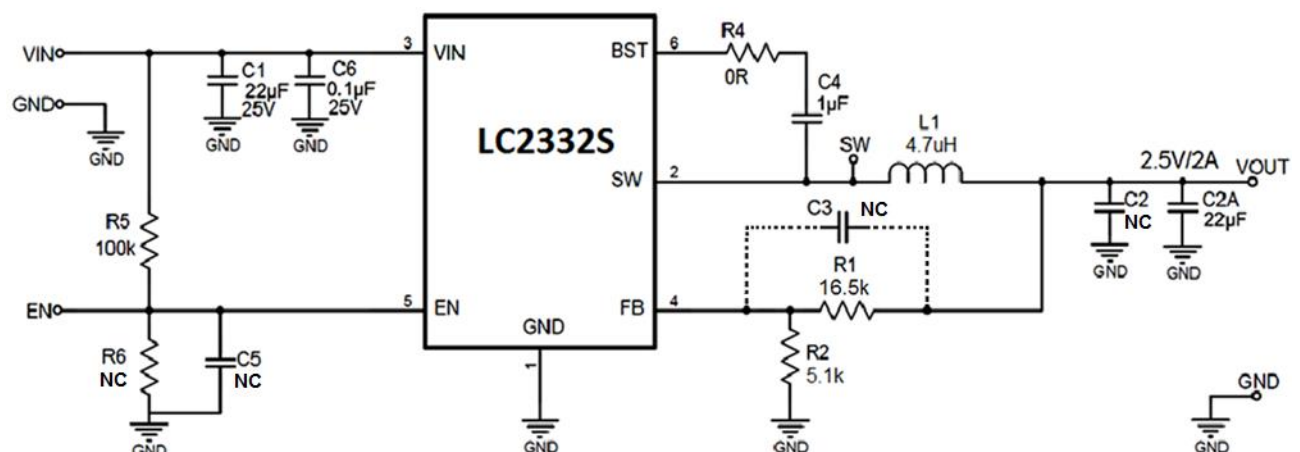 VIN
GND
GND
C1
22µF
25V
GND
C6
0.1µF
25V
GND
R5
100k
EN
R6
NC
C5
NC
GND
3
VIN
5
EN
LC2332S
BST
6
SW
2
FB
4
GND
1
GND
R4
0R
C4
1µF
SW
L1
4.7uH
C3
NC
R1
16.5k
R2
5.1k
GND
2.5V/2A
VOUT
C2
NC
GND
C2A
22µF
GND
GND
GND